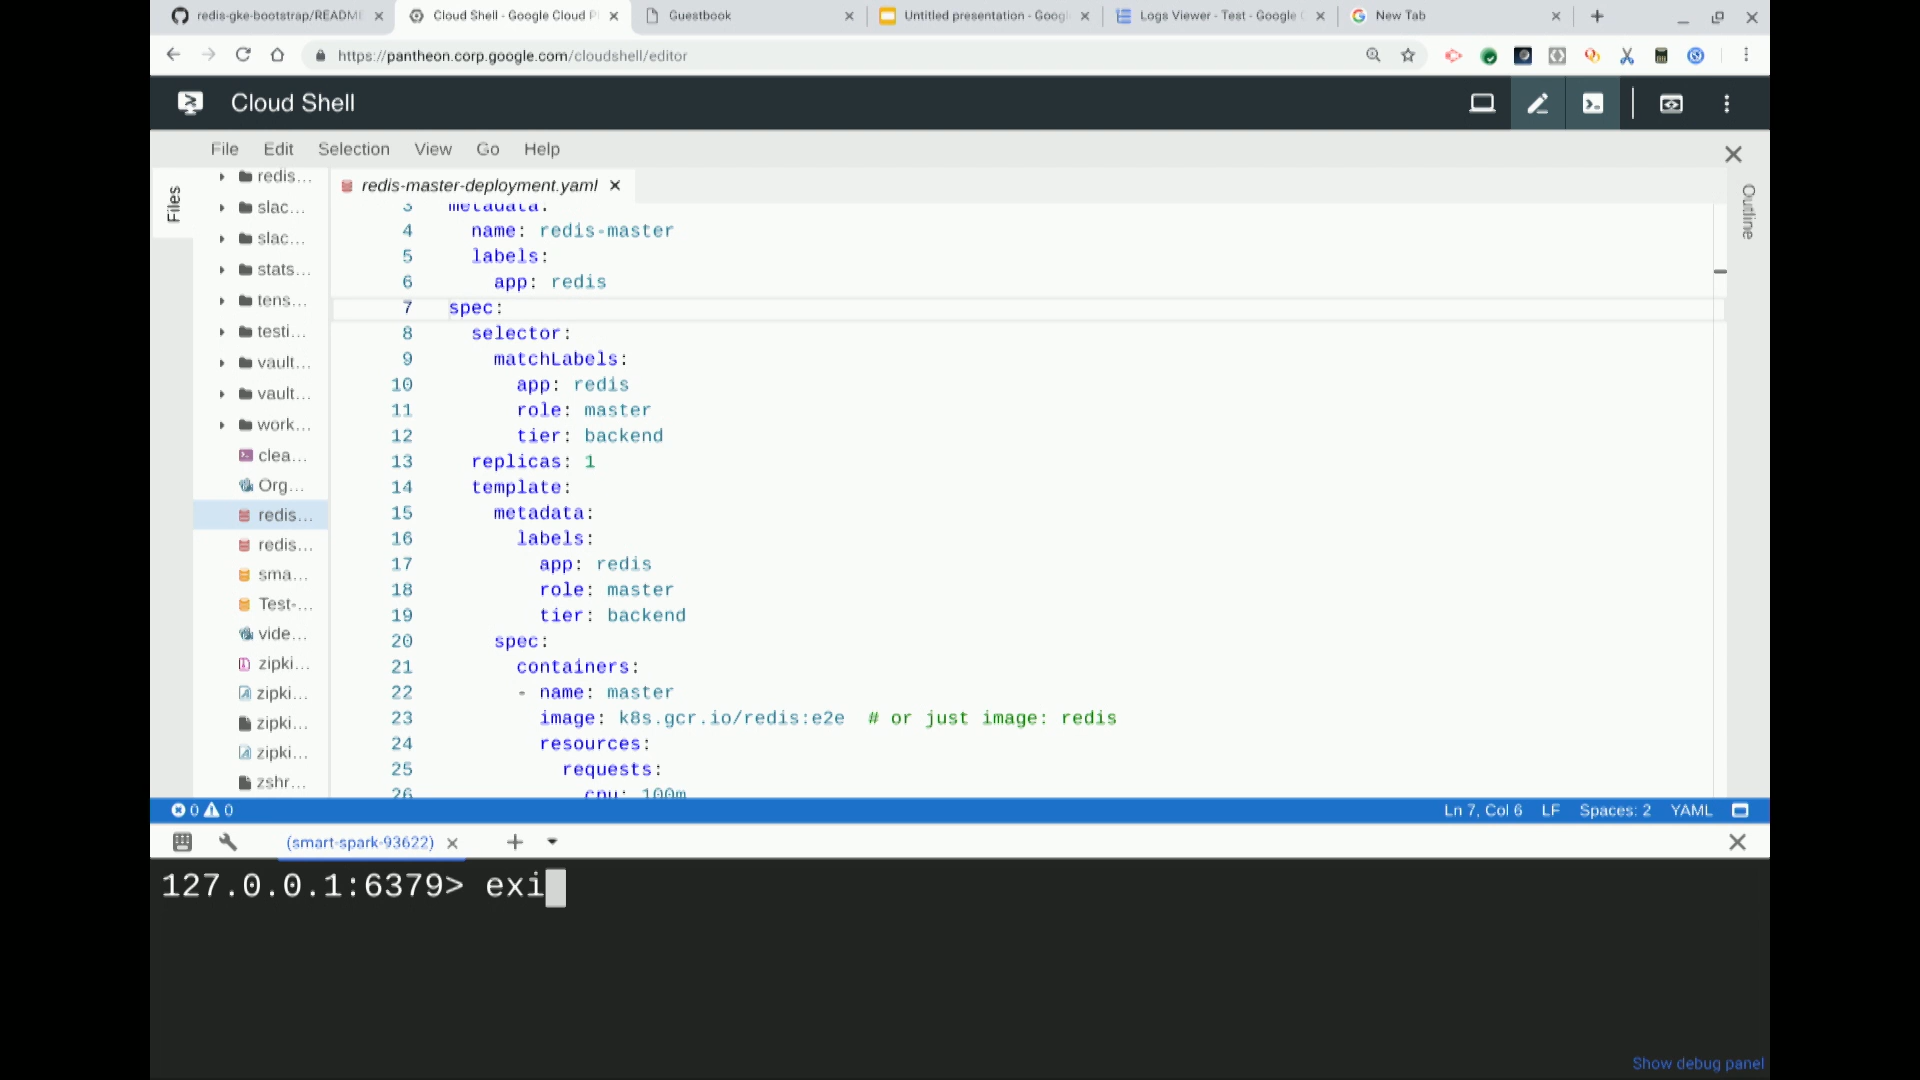 redis-gke-bootstrap/READM
Cloud Shell - Google Cloud P
Guestbook
Untitled presentation - Googl
Logs Viewer - Test - Google C
New Tab
https://pantheon.corp.google.com/cloudshell/editor
Cloud Shell
File Edit Selection View Go Help
Files
Outline
redis...
slac...
slac...
stats...
tens...
testi...
vault...
vault...
work...
clea...
Org...
redis...
redis...
sma...
Test-...
vide...
zipki...
zipki...
zipki...
zipki...
zshr...
redis-master-deployment.yaml
3 metadata:
4 name: redis-master
5 labels:
6 app: redis
7 spec:
8 selector:
9 matchLabels:
10 app: redis
11 role: master
12 tier: backend
13 replicas: 1
14 template:
15 metadata:
16 labels:
17 app: redis
18 role: master
19 tier: backend
20 spec:
21 containers:
22 - name: master
23 image: k8s.gcr.io/redis:e2e # or just image: redis
24 resources:
25 requests:
26 cpu: 100m
0 0
Ln 7, Col 6 LF Spaces: 2 YAML
(smart-spark-93622)
127.0.0.1:6379> exi
Show debug panel